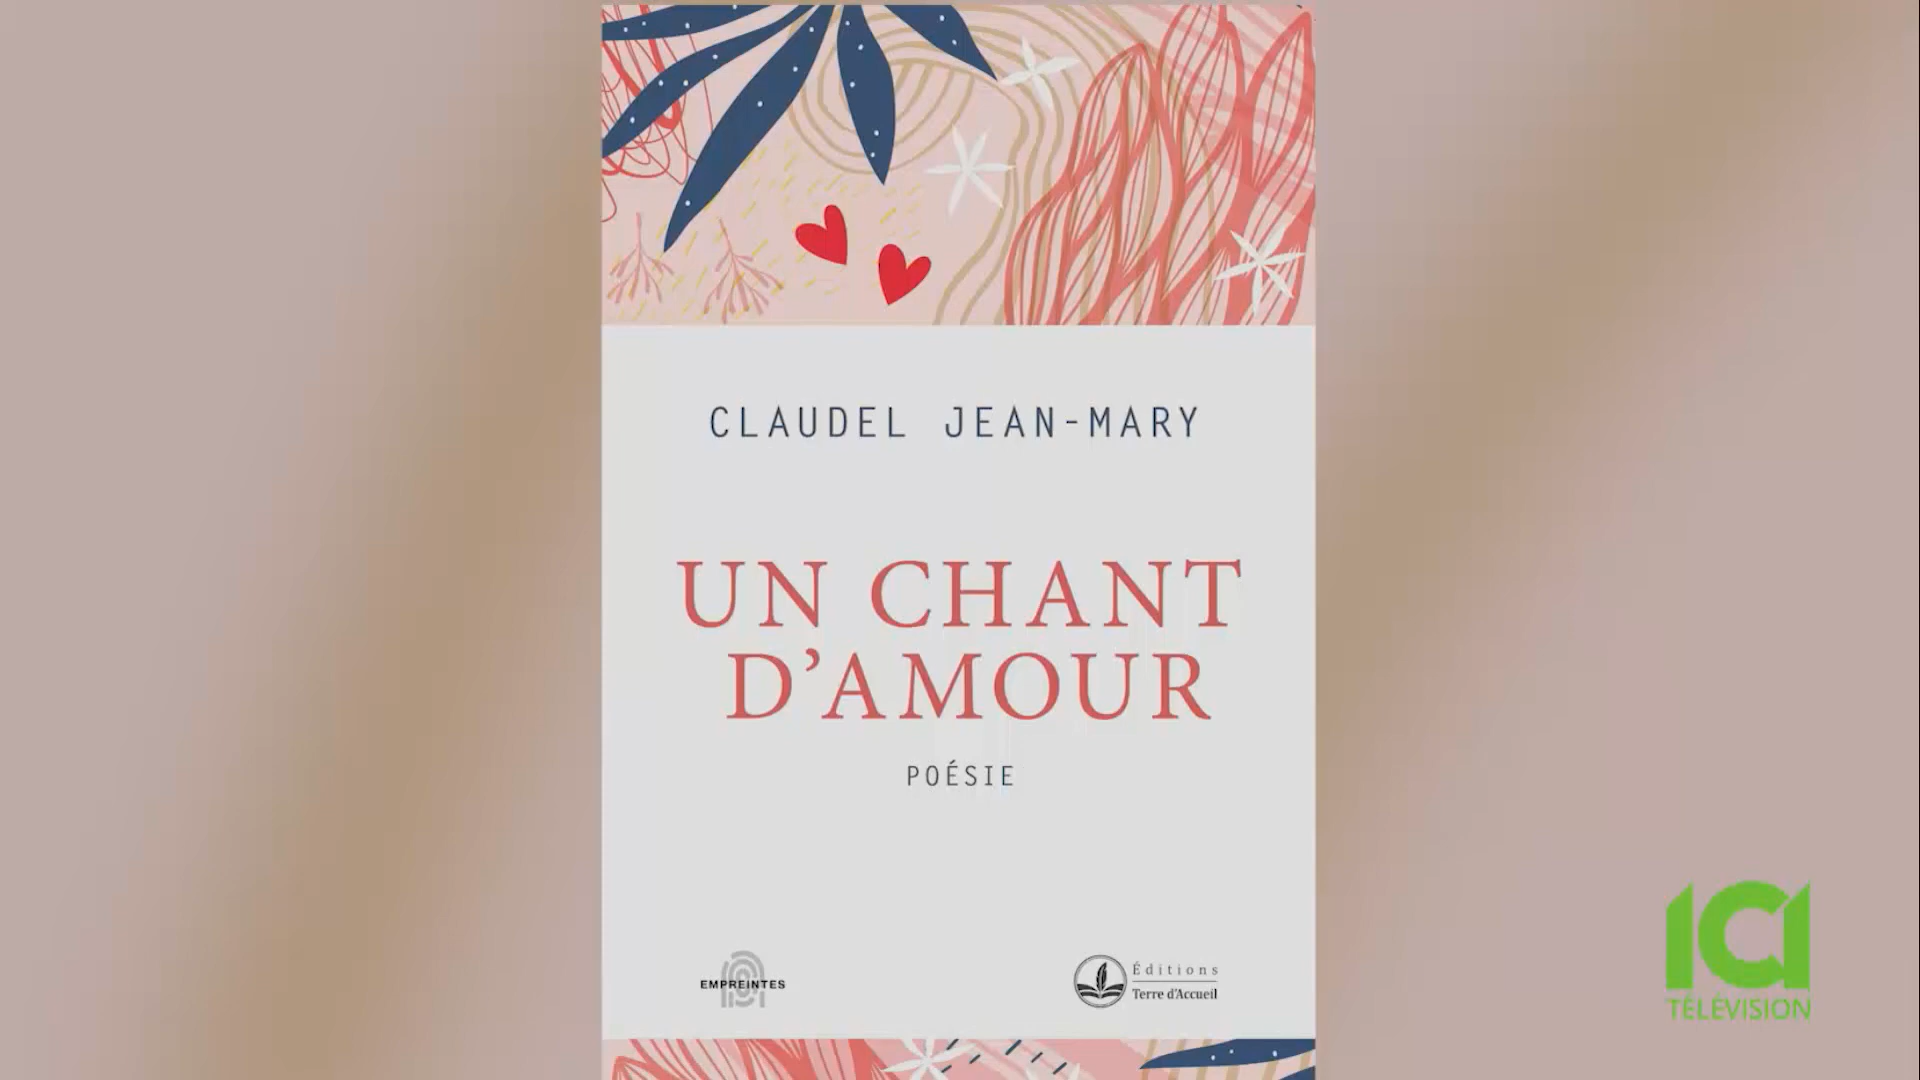 CLAUDEL JEAN-MARY
UN CHANT
D'AMOUR
POÉSIE
EMPREINTES
Éditions
Terre d'Accueil
ICI
TÉLÉVISION